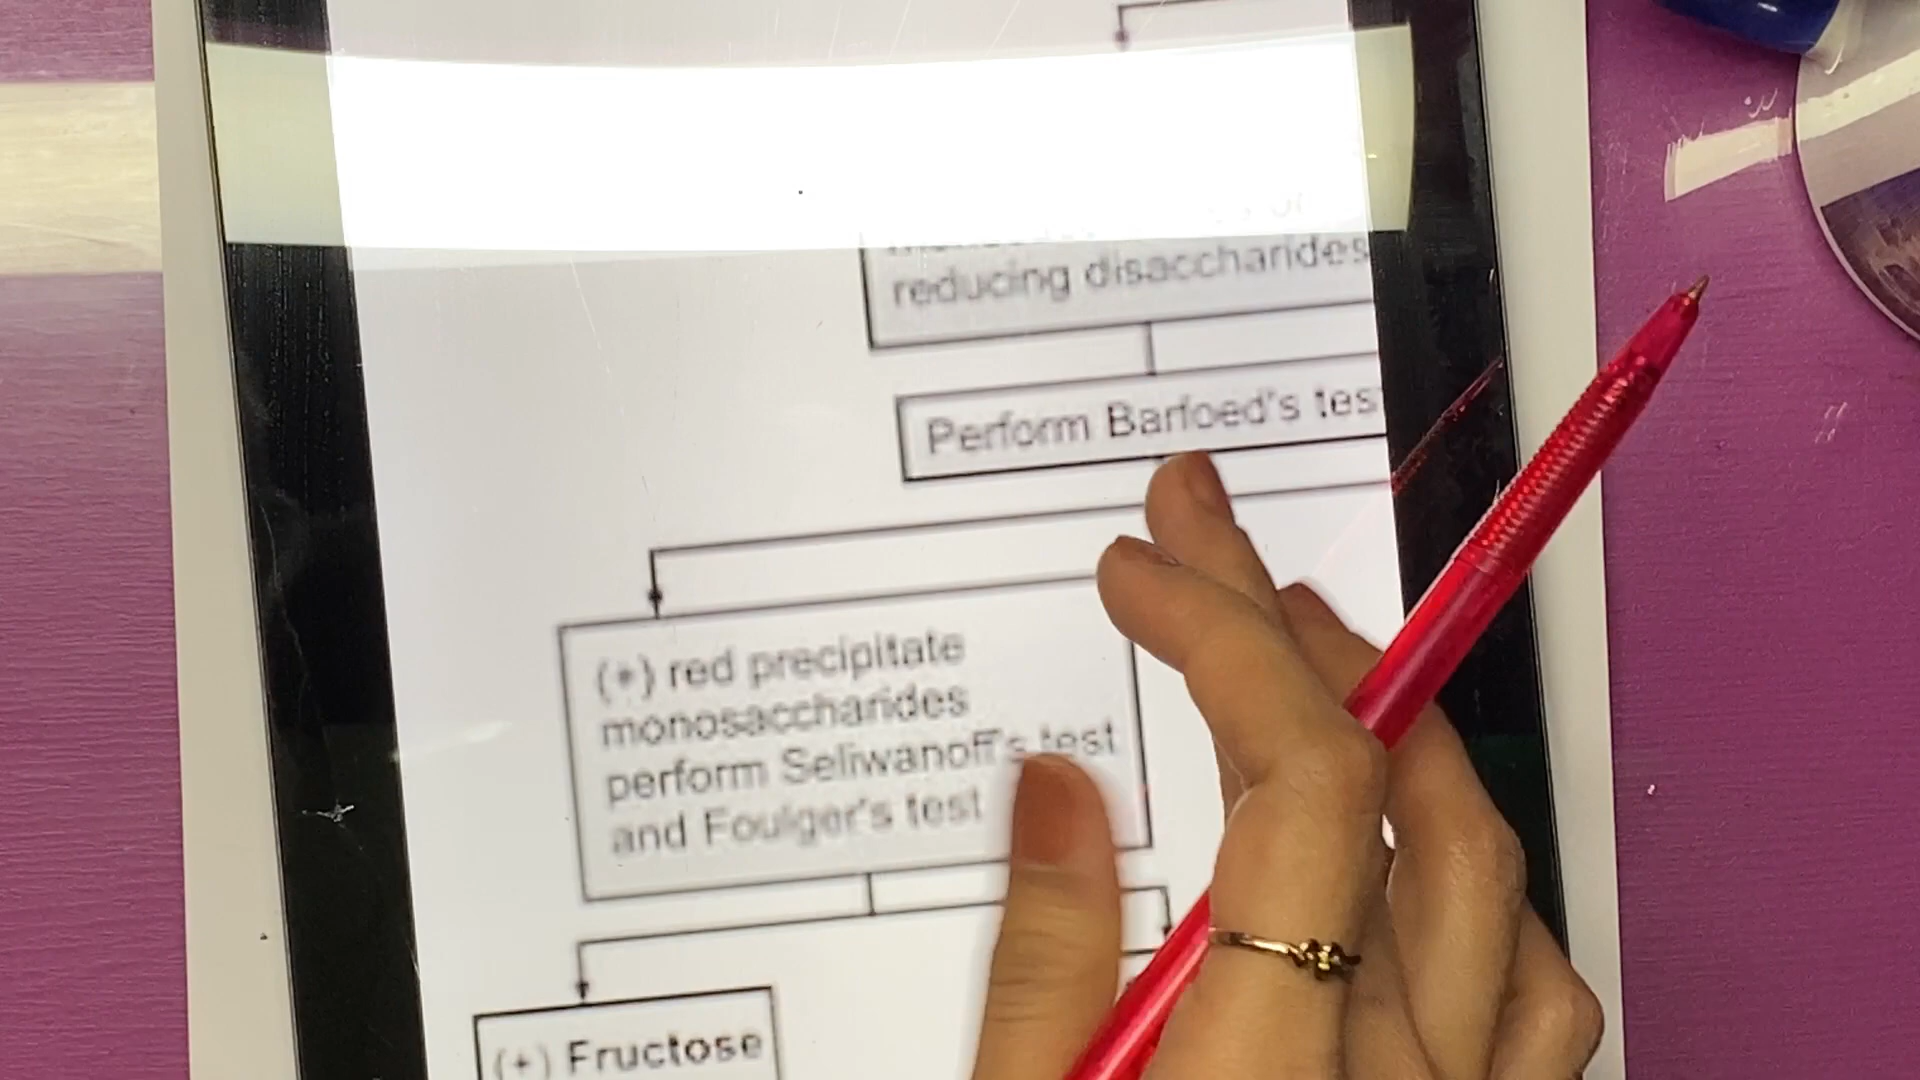 reducing disaccharides
Perform Barfoed's tes
(+) red precipitate
monosaccharides
perform Seliwanoff's test
and Foulger's test
(+) Fructose